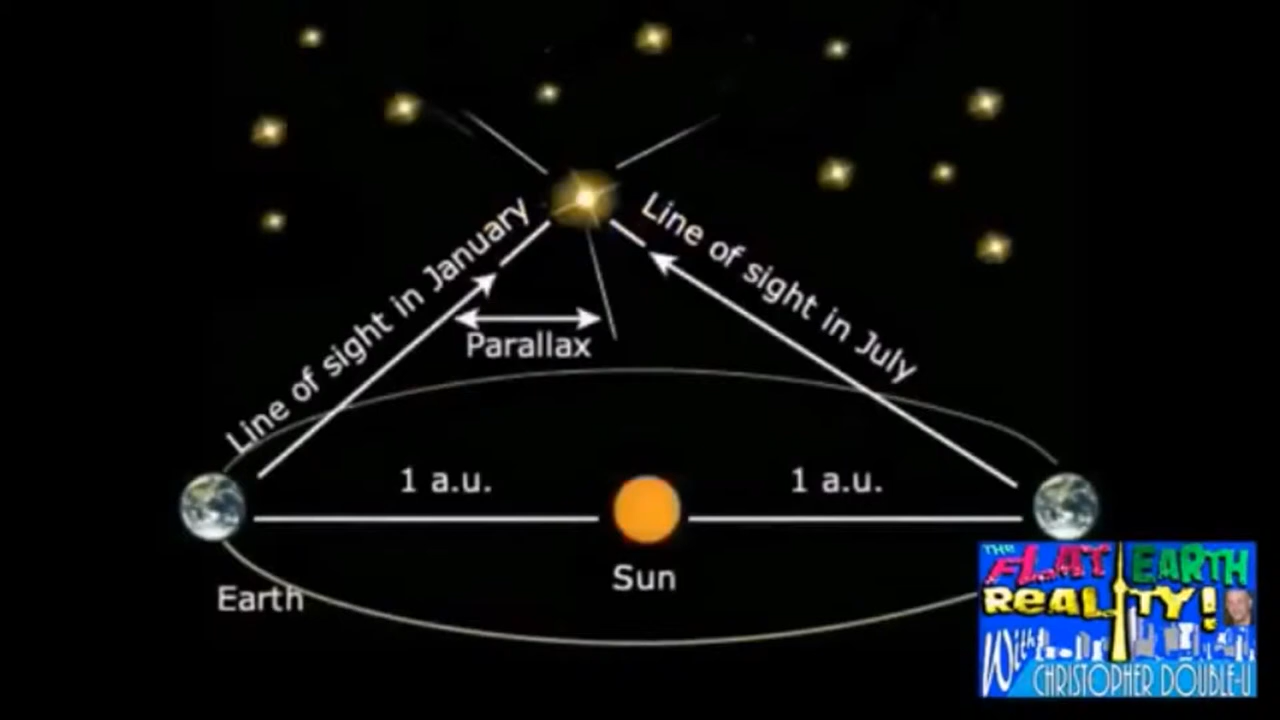 Line of sight in January
Line of sight in July
Parallax
1 a.u.
1 a.u.
Sun
Earth
THE
FLAT EARTH
REALITY!
With
CHRISTOPHER DOUBLE-U